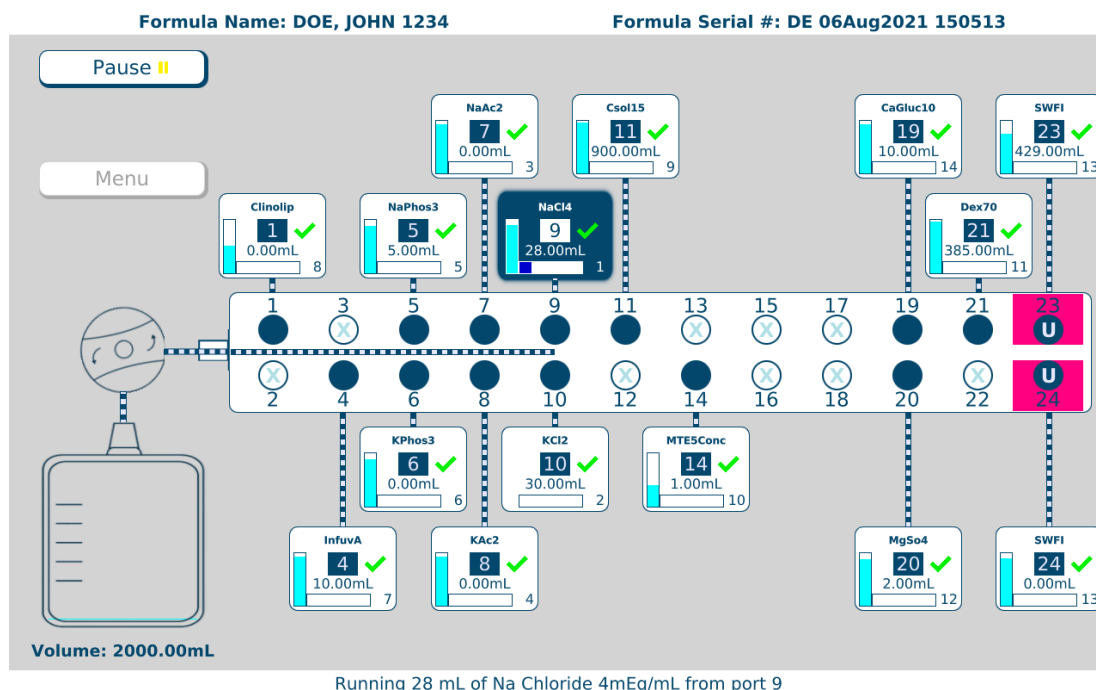 Formula Name: DOE, JOHN 1234
Formula Serial #: DE 06Aug2021 150513
Pause
Menu
NaAc2
7
0.00mL
3
Csol15
11
900.00mL
9
CaGluc10
19
10.00mL
14
SWFI
23
429.00mL
13
Clinolip
1
0.00mL
8
NaPhos3
5
5.00mL
5
NaCl4
9
28.00mL
1
Dex70
21
385.00mL
11
1 3 5 7 9 11 13 15 17 19 21 23
X X X X U
X X X X X U
2 4 6 8 10 12 14 16 18 20 22 24
KPhos3
6
0.00mL
6
KCl2
10
30.00mL
2
MTE5Conc
14
1.00mL
10
InfuvA
4
10.00mL
7
KAc2
8
0.00mL
4
MgSo4
20
2.00mL
12
SWFI
24
0.00mL
13
Volume: 2000.00mL
Running 28 mL of Na Chloride 4mEq/mL from port 9